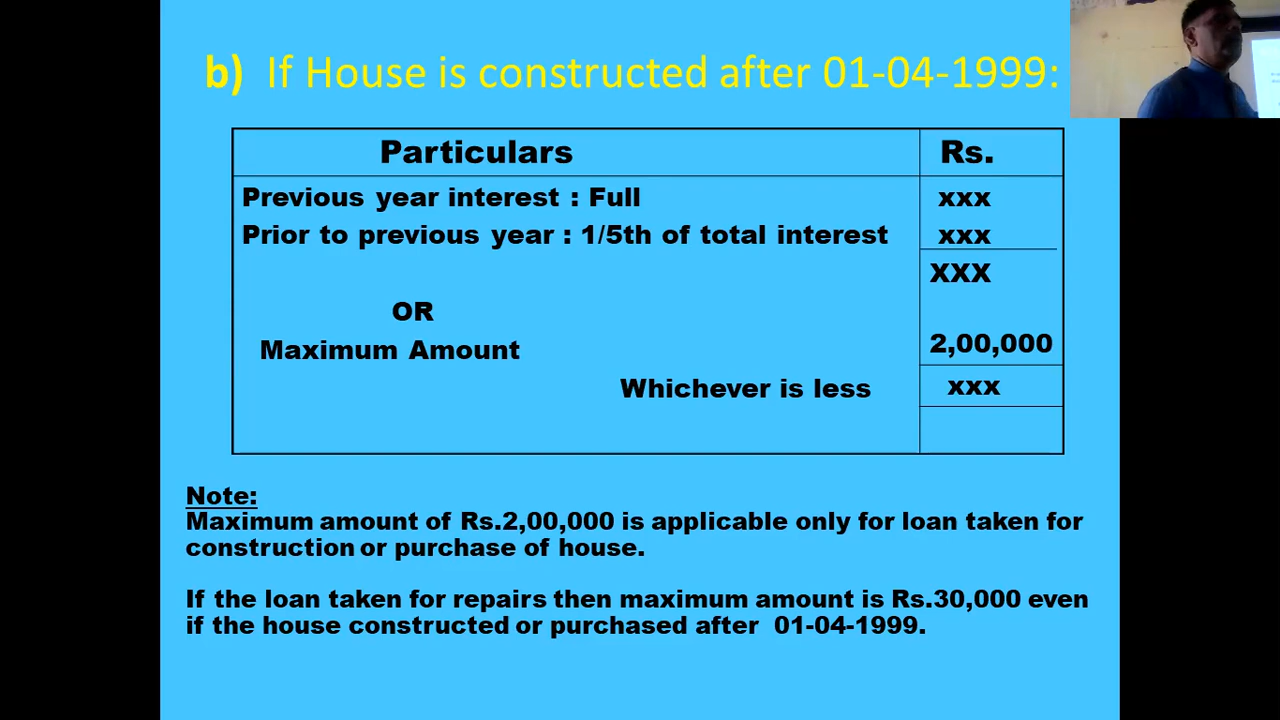 b) If House is constructed after 01-04-1999:
Particulars Rs.
Previous year interest : Full xxx
Prior to previous year : 1/5th of total interest xxx
XXX
OR
Maximum Amount 2,00,000
Whichever is less xxx
Note:
Maximum amount of Rs.2,00,000 is applicable only for loan taken for
construction or purchase of house.
If the loan taken for repairs then maximum amount is Rs.30,000 even
if the house constructed or purchased after 01-04-1999.